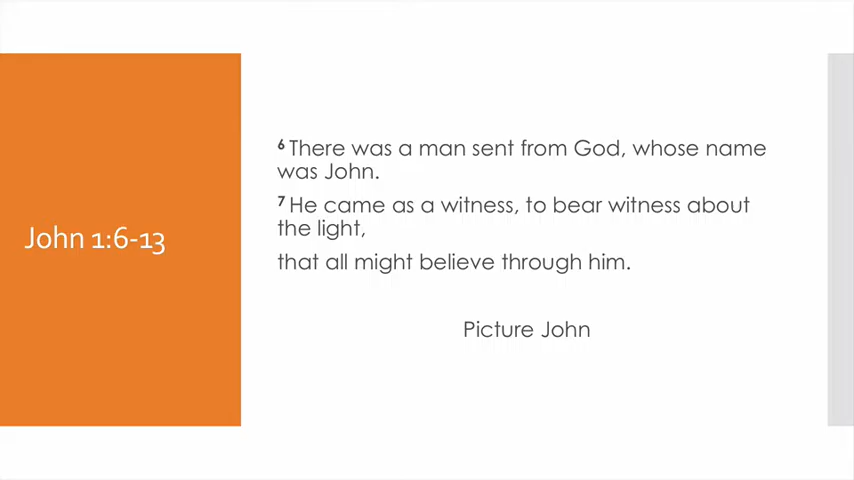 John 1:6-13
⁶ There was a man sent from God, whose name
was John.
⁷ He came as a witness, to bear witness about
the light,
that all might believe through him.
Picture John